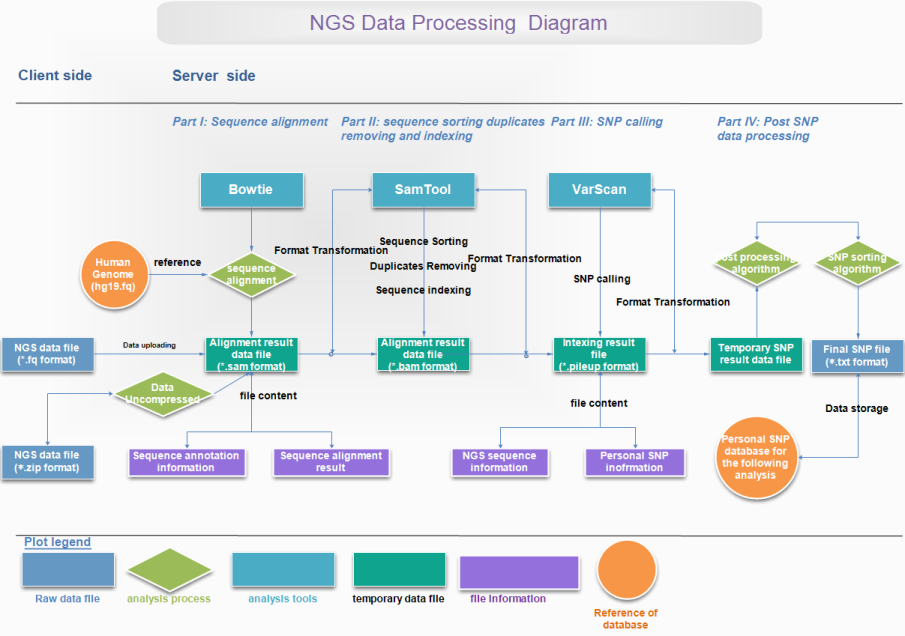 NGS Data Processing Diagram
Client side
Server side
Part I: Sequence alignment
Part II: sequence sorting duplicates
removing and indexing
Part III: SNP calling
Part IV: Post SNP
data processing
Bowtie
SamTool
VarScan
Human
Genome
(hg19.fq)
reference
sequence
alignment
Format Transformation
Sequence Sorting
Duplicates Removing
Sequence indexing
Format Transformation
SNP calling
Format Transformation
ost processing
algorithm
SNP sorting
algorithm
NGS data file
(*.fq format)
Data uploading
Alignment result
data file
(*.sam format)
Alignment result
data file
(*.bam format)
Intexing result
file
(*.pileup format)
Temporary SNP
result data file
Final SNP file
(*.txt format)
Data
Uncompressed
file content
file content
Data storage
NGS data file
(*.zip format)
Sequence annotation
information
Sequence alignment
result
NGS sequence
information
Personal SNP
inoformation
Personal SNP
database for
the following
analysis
Plot legend
Raw data file
analysis process
analysis tools
temporary data file
file Information
Reference of
database